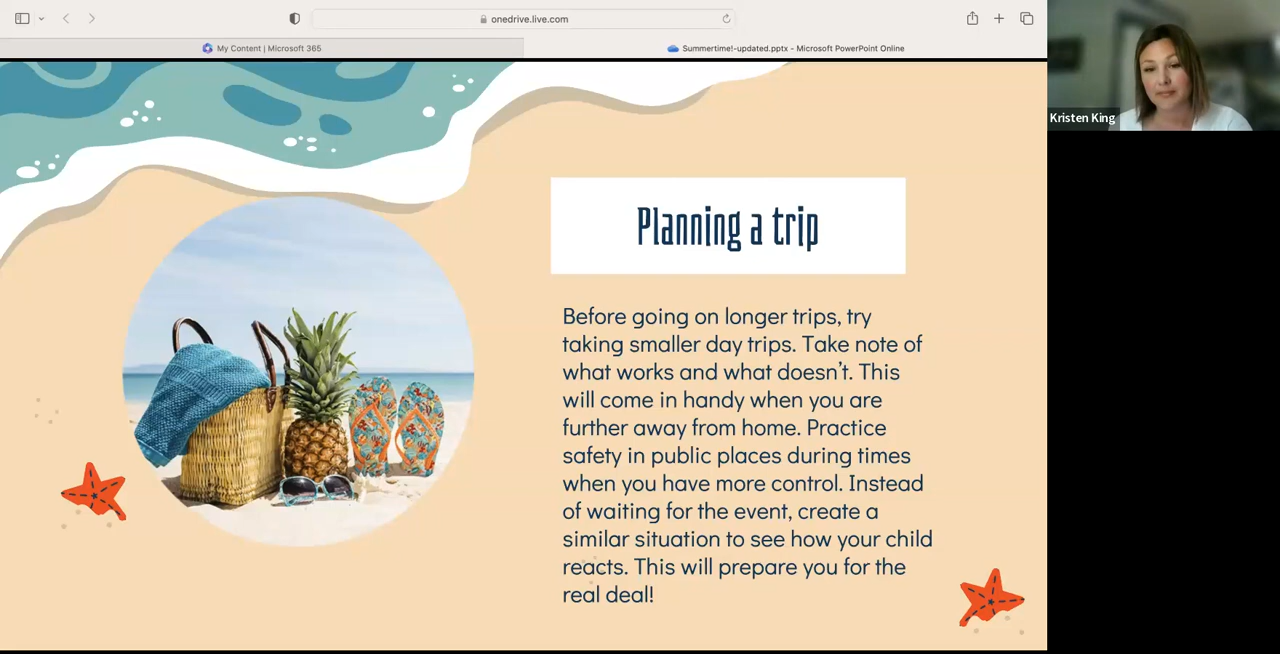 onedrive.live.com
My Content | Microsoft 365
Summertime!-updated.pptx - Microsoft PowerPoint Online
Kristen King
Planning a trip
Before going on longer trips, try
taking smaller day trips. Take note of
what works and what doesn't. This
will come in handy when you are
further away from home. Practice
safety in public places during times
when you have more control. Instead
of waiting for the event, create a
similar situation to see how your child
reacts. This will prepare you for the
real deal!